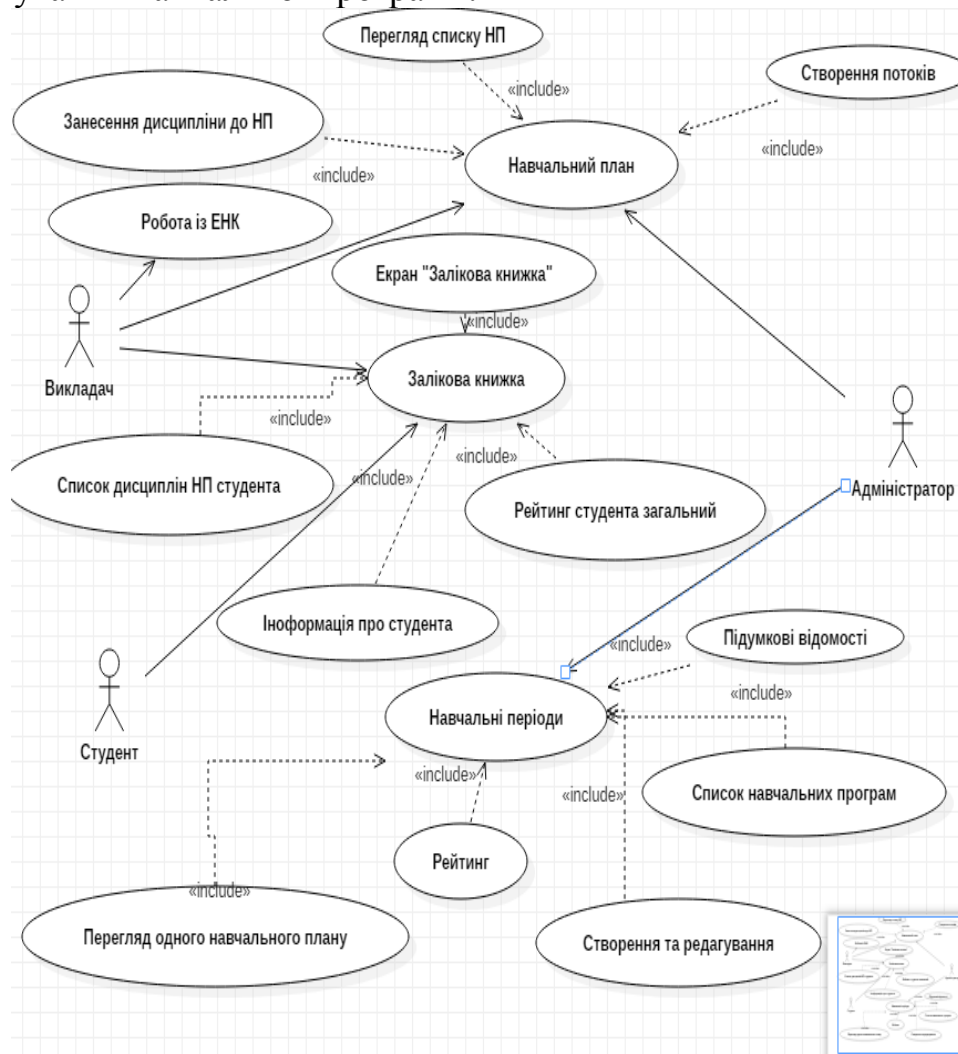 Перегляд списку НП
Створення потоків
«include»
Занесення дисципліни до НП
«include»
«include»
Навчальний план
Робота із ЕНК
Екран "Залікова книжка"
«include»
Залікова книжка
Викладач
«include»
«include»
Список дисциплін НП студента
«include»
Адміністратор
Рейтинг студента загальний
Іноформація про студента
Підумкові відомості
«include»
«include»
Навчальні періоди
Студент
«include»
«include»
Список навчальних програм
Рейтинг
«include»
Перегляд одного навчального плану
Створення та редагування